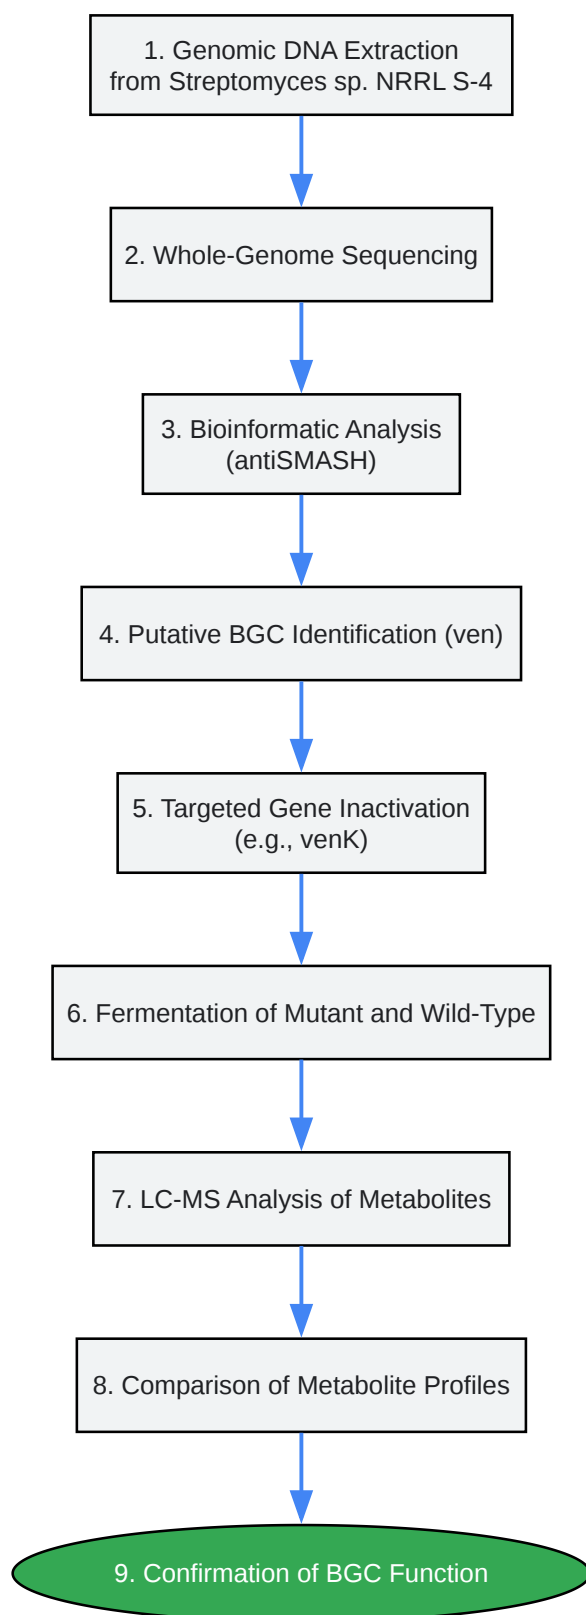 1. Genomic DNA Extraction
from Streptomyces sp. NRRL S-4
2. Whole-Genome Sequencing
3. Bioinformatic Analysis
(antiSMASH)
4. Putative BGC Identification (ven)
5. Targeted Gene Inactivation
(e.g., venK)
6. Fermentation of Mutant and Wild-Type
7. LC-MS Analysis of Metabolites
8. Comparison of Metabolite Profiles
9. Confirmation of BGC Function